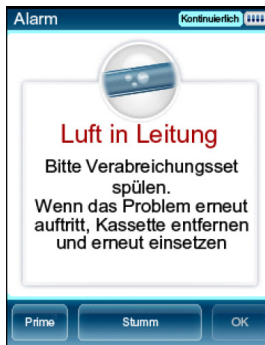 Alarm
Kontinuierlich
Luft in Leitung
Bitte Verabreichungsset
spülen.
Wenn das Problem erneut
auftritt, Kassette entfernen
und erneut einsetzen
Prime
Stumm
OK